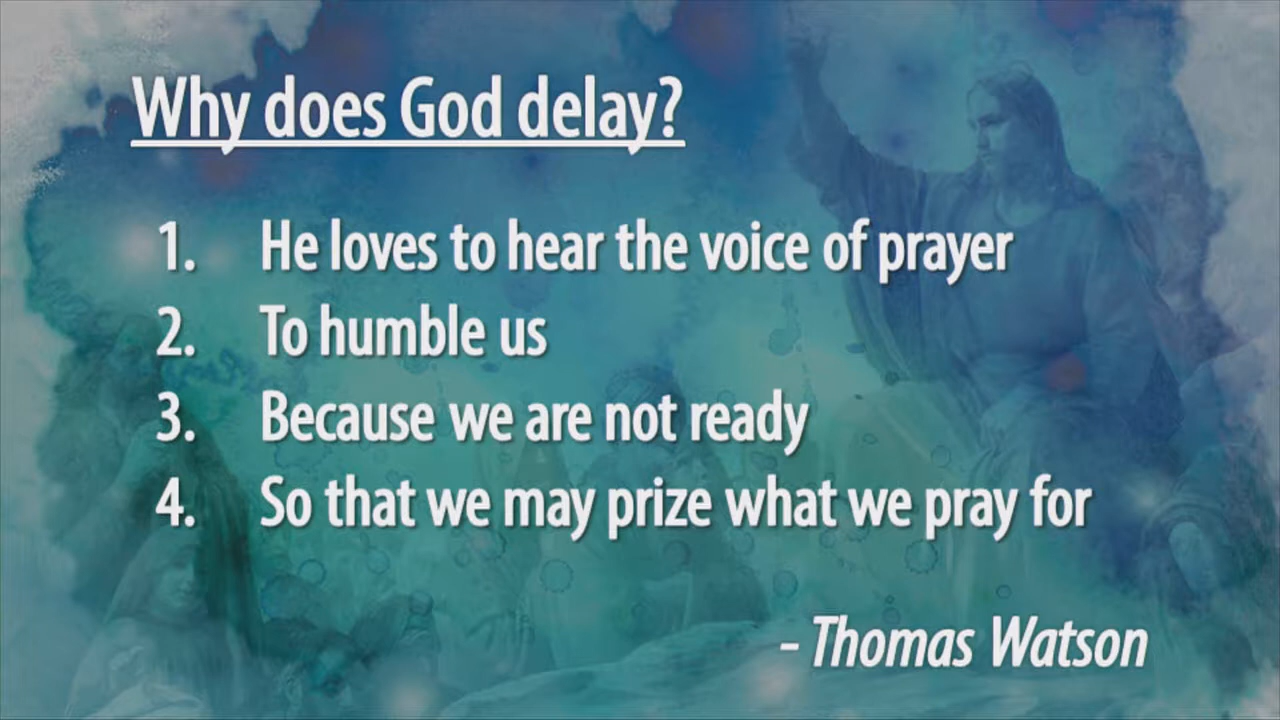 Why does God delay?
1. He loves to hear the voice of prayer
2. To humble us
3. Because we are not ready
4. So that we may prize what we pray for
- Thomas Watson